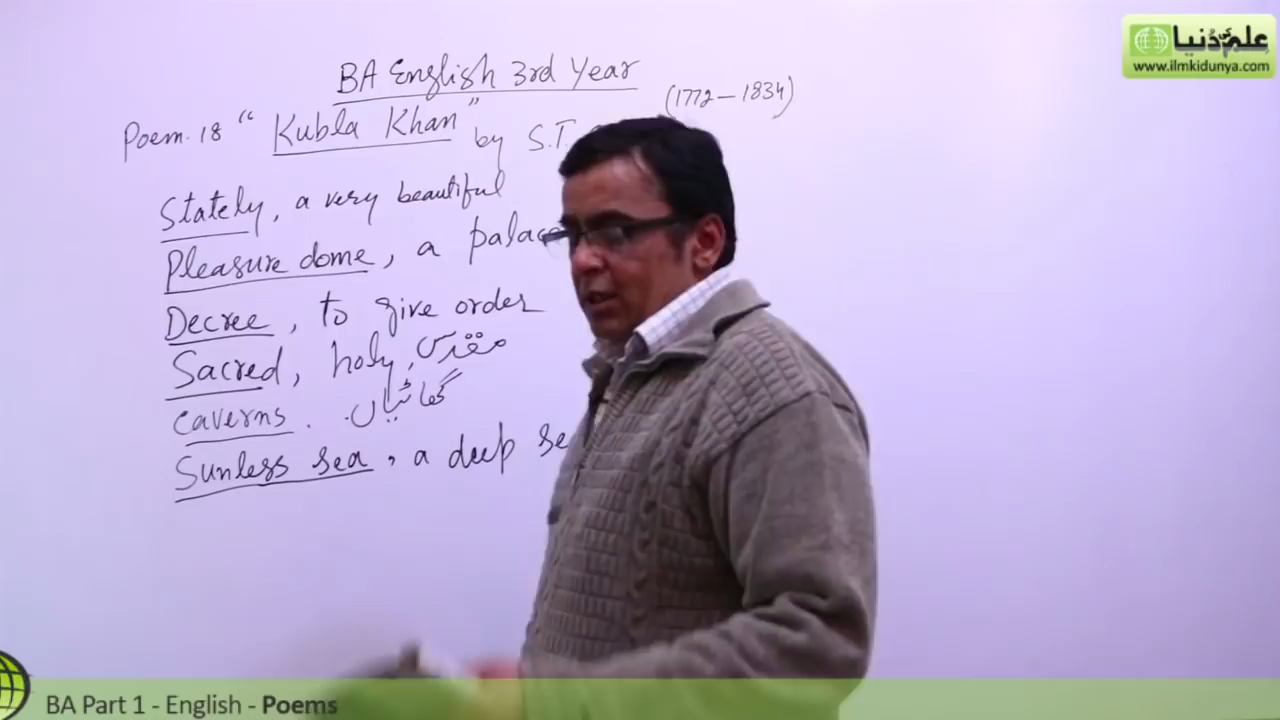 علم کی دنیا
www.ilmkidunya.com
BA English 3rd Year
(1772-1834)
Poem. 18 "Kubla Khan" by S.T.
Stately, a very beautiful
Pleasure dome, a palace
Decree, to give order
Sacred, holy, مقدس
caverns. گھاٹیاں.
Sunless sea, a deep se
BA Part 1 - English - Poems